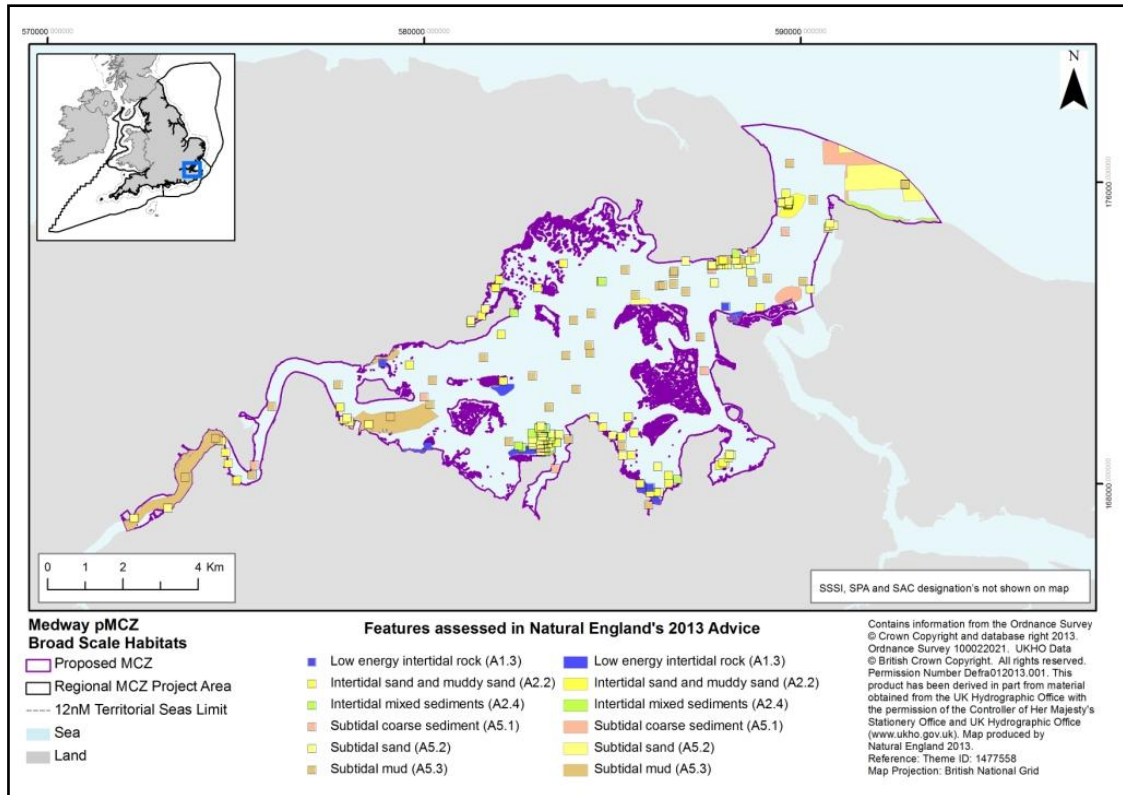 570000.000000
580000.000000
590000.000000
N
176000.000000
168000.000000
0 1 2 4 Km
SSSI, SPA and SAC designation's not shown on map
Medway pMCZ
Broad Scale Habitats
Proposed MCZ
Regional MCZ Project Area
12nM Territorial Seas Limit
Sea
Land
Features assessed in Natural England's 2013 Advice
Low energy intertidal rock (A1.3)
Intertidal sand and muddy sand (A2.2)
Intertidal mixed sediments (A2.4)
Subtidal coarse sediment (A5.1)
Subtidal sand (A5.2)
Subtidal mud (A5.3)
Low energy intertidal rock (A1.3)
Intertidal sand and muddy sand (A2.2)
Intertidal mixed sediments (A2.4)
Subtidal coarse sediment (A5.1)
Subtidal sand (A5.2)
Subtidal mud (A5.3)
Contains information from the Ordnance Survey
© Crown Copyright and database right 2013.
Ordnance Survey 100022021. UKHO Data
© British Crown Copyright. All rights reserved.
Permission Number Defra012013.001. This
product has been derived in part from material
obtained from the UK Hydrographic Office with
the permission of the Controller of Her Majesty's
Stationery Office and UK Hydrographic Office
(www.ukho.gov.uk). Map produced by
Natural England 2013.
Reference: Theme ID: 1477558
Map Projection: British National Grid